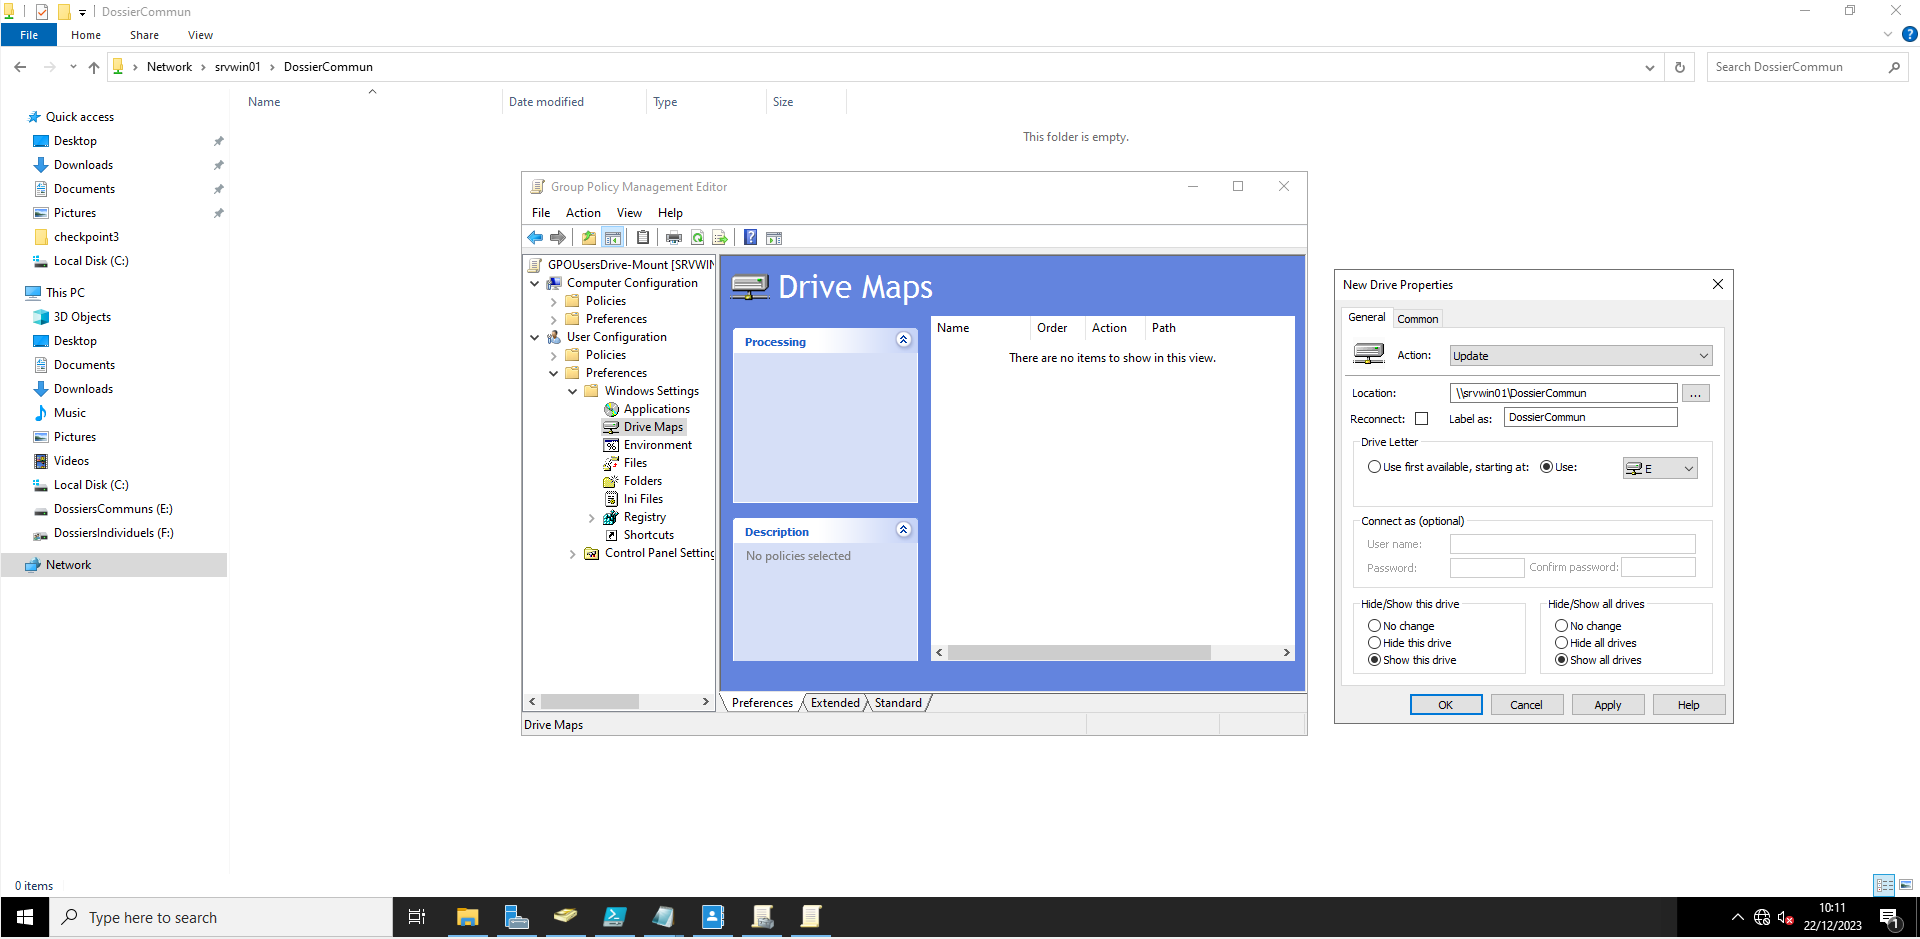 DossierCommun
File Home Share View
Network › srvwin01 › DossierCommun
Search DossierCommun
Name Date modified Type Size
This folder is empty.
Quick access
Desktop
Downloads
Documents
Pictures
checkpoint3
Local Disk (C:)
This PC
3D Objects
Desktop
Documents
Downloads
Music
Pictures
Videos
Local Disk (C:)
DossiersCommuns (E:)
DossiersIndividuels (F:)
Network
Group Policy Management Editor
File Action View Help
GPOUsersDrive-Mount [SRVWIN
Computer Configuration
Policies
Preferences
User Configuration
Policies
Preferences
Windows Settings
Applications
Drive Maps
Environment
Files
Folders
Ini Files
Registry
Shortcuts
Control Panel Setting
Drive Maps
Processing
Description
No policies selected
Name Order Action Path
There are no items to show in this view.
Preferences Extended Standard
Drive Maps
New Drive Properties
General Common
Action: Update
Location: \\srvwin01\DossierCommun ...
Reconnect: Label as: DossierCommun
Drive Letter
Use first available, starting at: Use: E
Connect as (optional)
User name:
Password: Confirm password:
Hide/Show this drive
No change
Hide this drive
Show this drive
Hide/Show all drives
No change
Hide all drives
Show all drives
OK Cancel Apply Help
0 items
Type here to search
10:11
22/12/2023
1